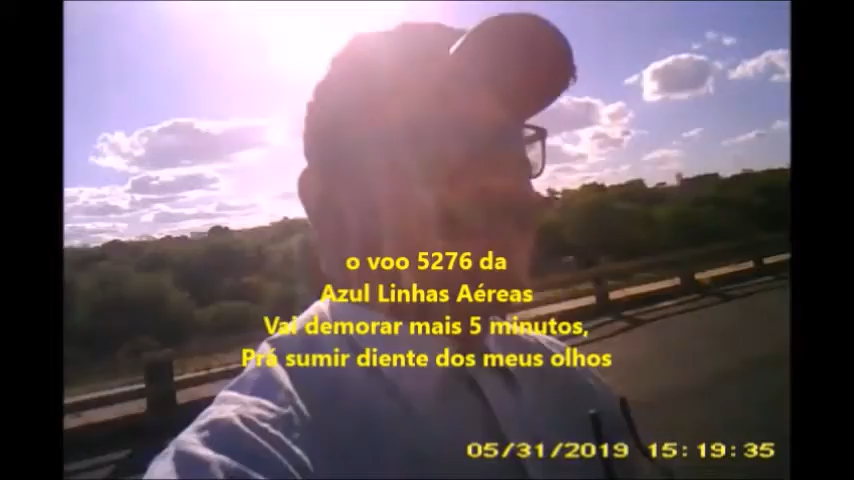 o voo 5276 da
Azul Linhas Aéreas
Vai demorar mais 5 minutos,
Prá sumir diente dos meus olhos
05/31/2019 15:19:35